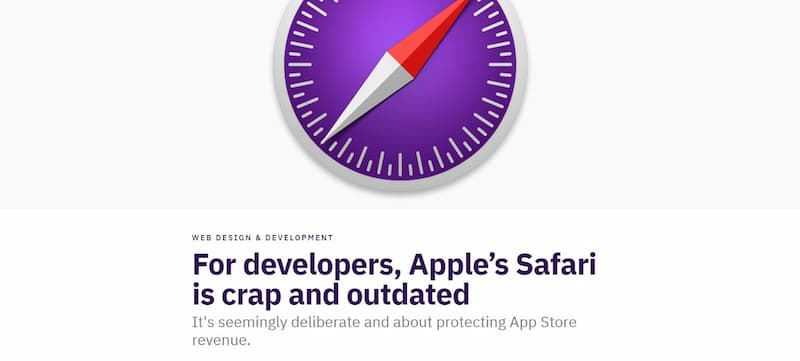 WEB DESIGN & DEVELOPMENT
For developers, Apple’s Safari
is crap and outdated
It's seemingly deliberate and about protecting App Store
revenue.